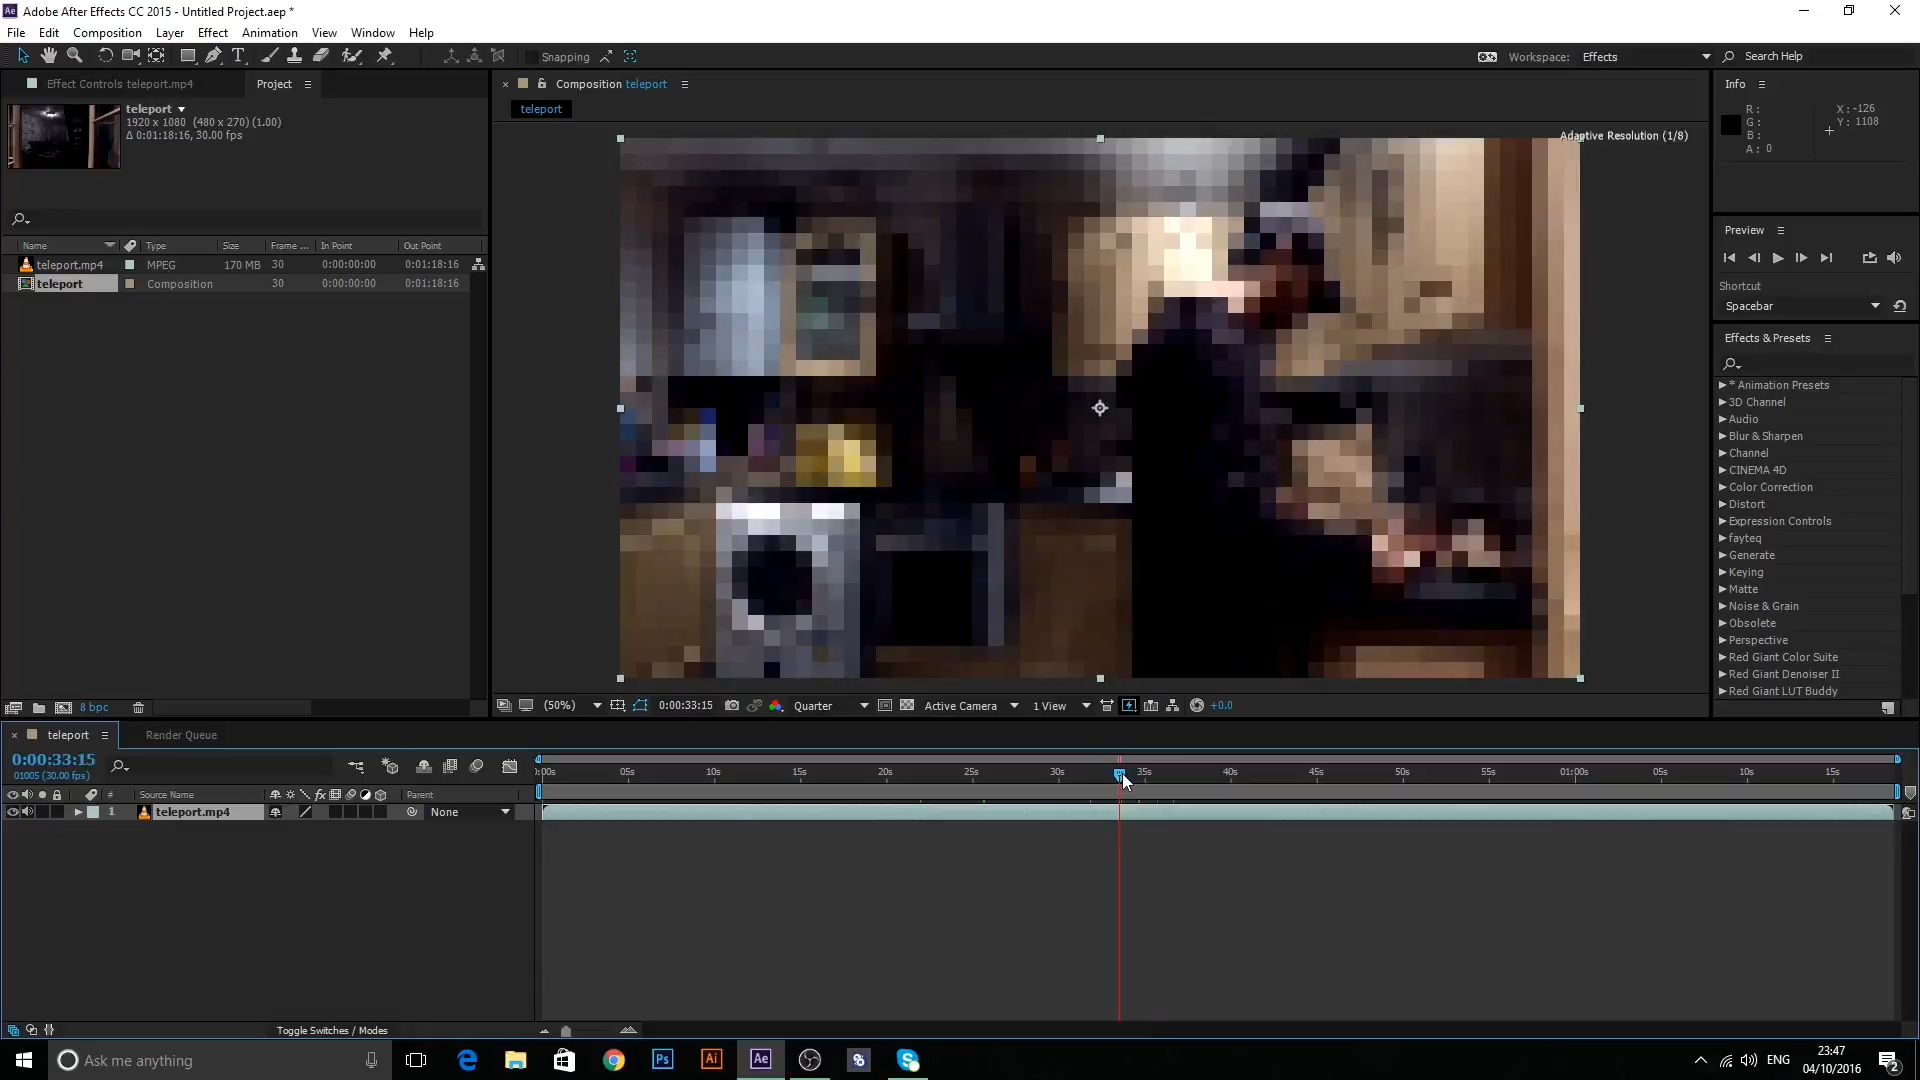 Adobe After Effects CC 2015 - Untitled Project.aep *
File Edit Composition Layer Effect Animation View Window Help
Snapping
Workspace: Effects
Search Help
Effect Controls teleport.mp4
Project
teleport
1920 x 1080 (480 x 270) (1.00)
Δ 0:01:18:16, 30.00 fps
Name Type Size Frame ... In Point Out Point
teleport.mp4 MPEG 170 MB 30 0:00:00:00 0:01:18:16
teleport Composition 30 0:00:00:00 0:01:18:16
8 bpc
Composition teleport
teleport
Adaptive Resolution (1/8)
(50%) 0:00:33:15 Quarter Active Camera 1 View +0.0
Info
R :
G :
B :
A : 0
X : -126
Y : 1108
Preview
Shortcut
Spacebar
Effects & Presets
* Animation Presets
3D Channel
Audio
Blur & Sharpen
Channel
CINEMA 4D
Color Correction
Distort
Expression Controls
fayteq
Generate
Keying
Matte
Noise & Grain
Obsolete
Perspective
Red Giant Color Suite
Red Giant Denoiser II
Red Giant LUT Buddy
teleport
Render Queue
0:00:33:15
01005 (30.00 fps)
:00s 05s 10s 15s 20s 25s 30s 35s 40s 45s 50s 55s 01:00s 05s 10s 15s
# Source Name fx Parent
1 teleport.mp4 None
Toggle Switches / Modes
Ask me anything
Ps
Ai
Ae
ENG
23:47
04/10/2016
2